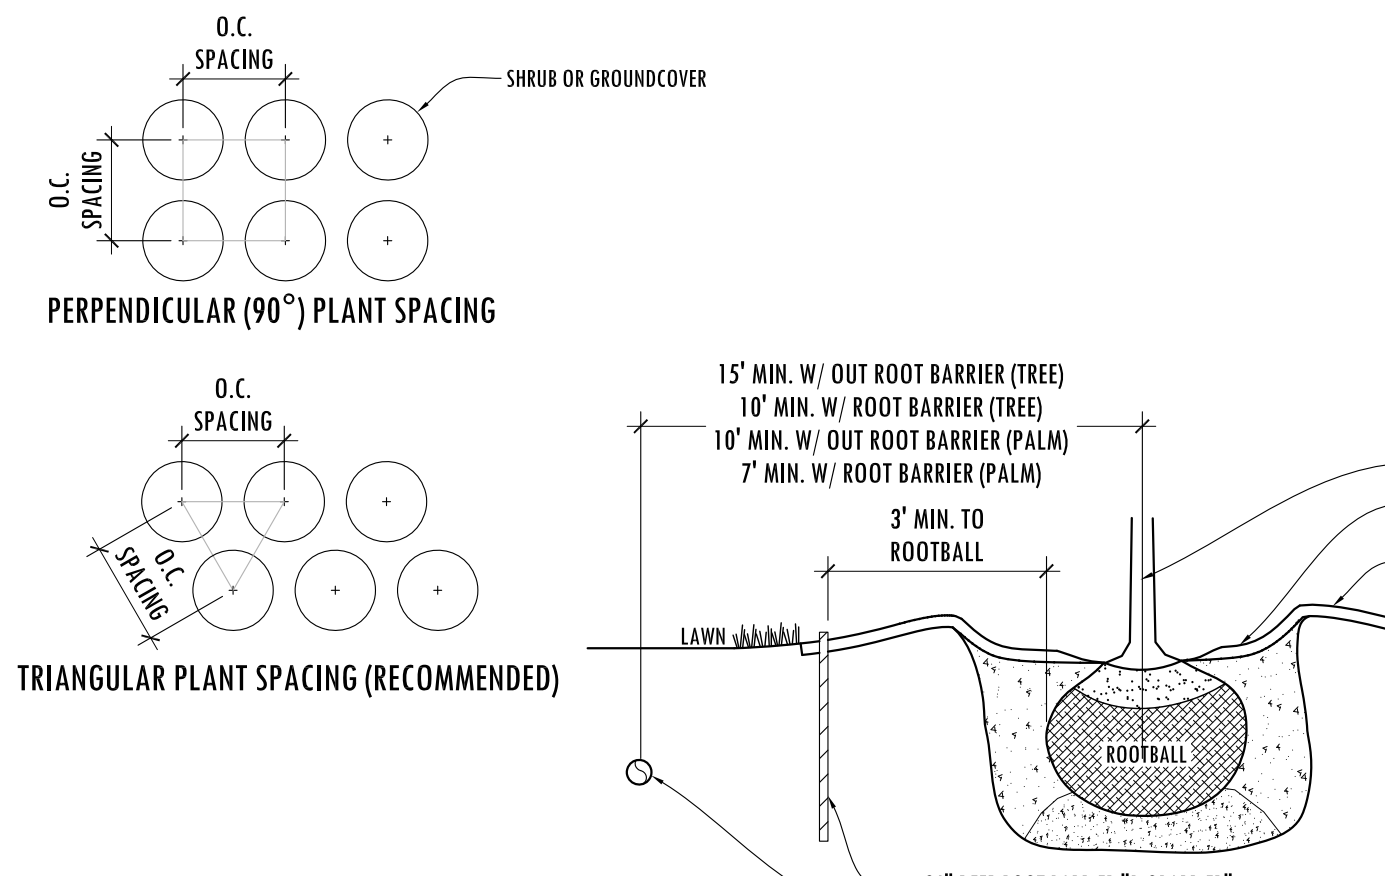 O.C.
SPACING
SHRUB OR GROUNDCOVER
O.C.
SPACING
PERPENDICULAR (90°) PLANT SPACING
O.C.
SPACING
O.C.
SPACING
TRIANGULAR PLANT SPACING (RECOMMENDED)
15' MIN. W/ OUT ROOT BARRIER (TREE)
10' MIN. W/ ROOT BARRIER (TREE)
10' MIN. W/ OUT ROOT BARRIER (PALM)
7' MIN. W/ ROOT BARRIER (PALM)
3' MIN. TO
ROOTBALL
LAWN
ROOTBALL